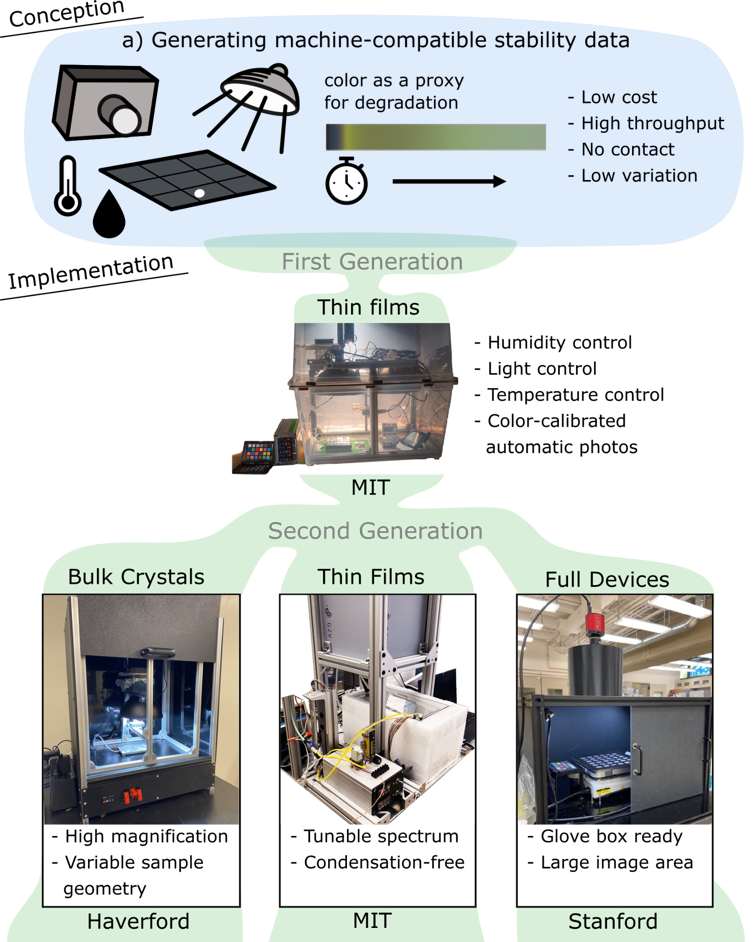 Conception
a) Generating machine-compatible stability data
color as a proxy
for degradation
- Low cost
- High throughput
- No contact
- Low variation
Implementation
First Generation
Thin films
- Humidity control
- Light control
- Temperature control
- Color-calibrated
automatic photos
MIT
Second Generation
Bulk Crystals
- High magnification
- Variable sample
geometry
Haverford
Thin Films
- Tunable spectrum
- Condensation-free
MIT
Full Devices
- Glove box ready
- Large image area
Stanford